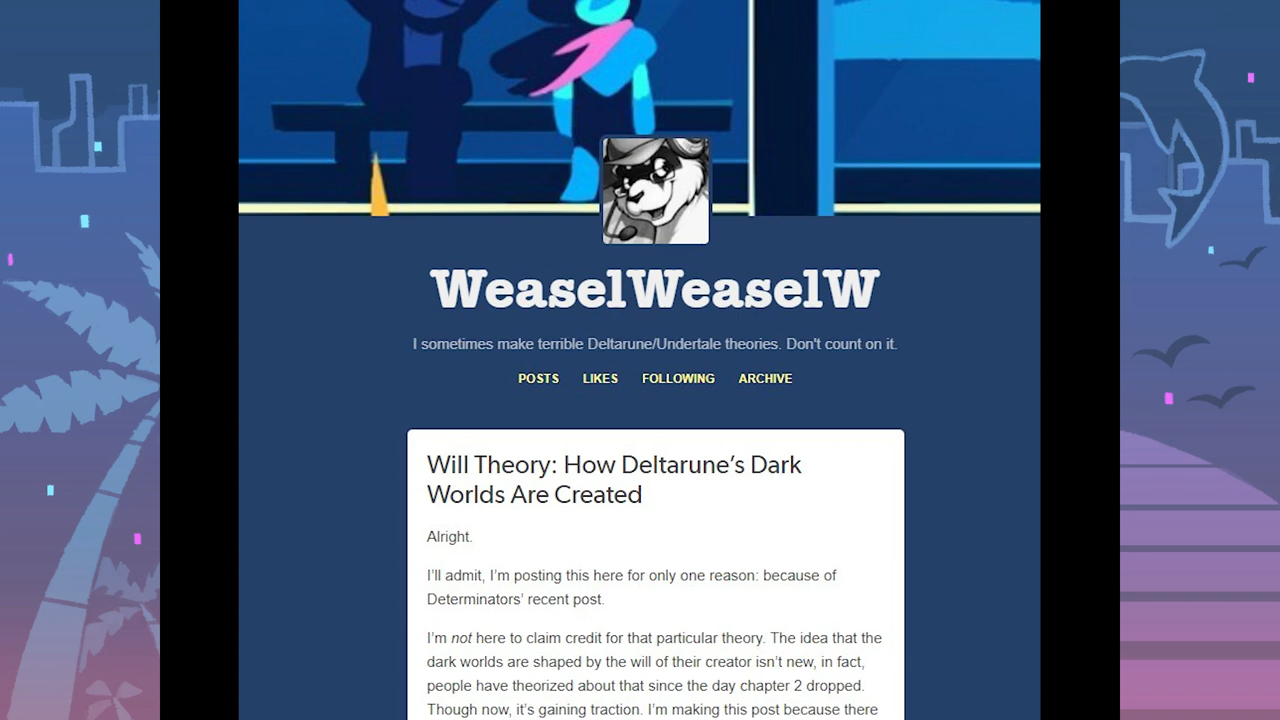 WeaselWeaselW
I sometimes make terrible Deltarune/Undertale theories. Don't count on it.
POSTS LIKES FOLLOWING ARCHIVE
Will Theory: How Deltarune’s Dark
Worlds Are Created
Alright.
I’ll admit, I’m posting this here for only one reason: because of
Determinators’ recent post.
I’m not here to claim credit for that particular theory. The idea that the
dark worlds are shaped by the will of their creator isn’t new, in fact,
people have theorized about that since the day chapter 2 dropped.
Though now, it’s gaining traction. I’m making this post because there